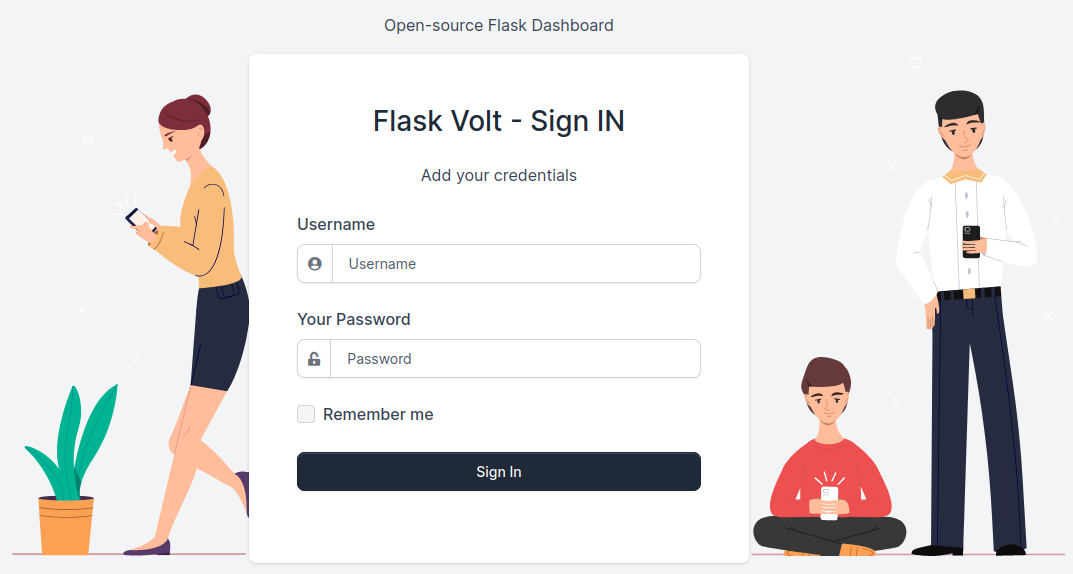 Open-source Flask Dashboard
Flask Volt - Sign IN
Add your credentials
Username
Username
Your Password
Password
Remember me
Sign In